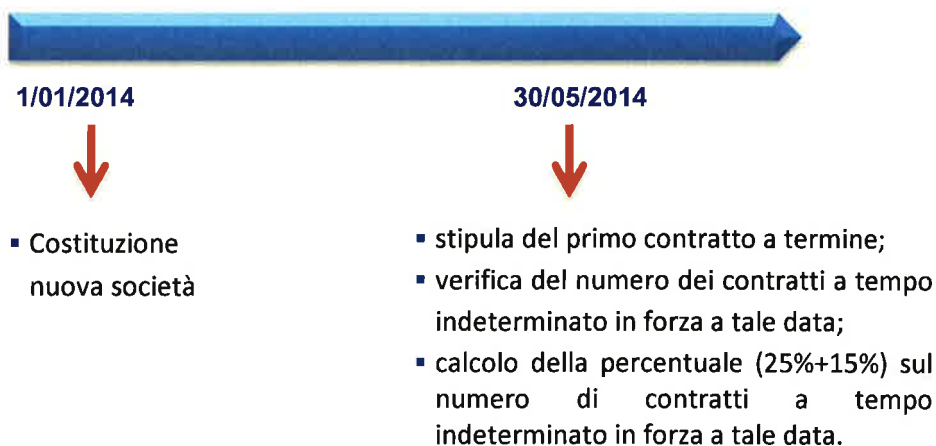 1/01/2014
30/05/2014
▪ Costituzione
nuova società
▪ stipula del primo contratto a termine;
▪ verifica del numero dei contratti a tempo
indeterminato in forza a tale data;
▪ calcolo della percentuale (25%+15%) sul
numero di contratti a tempo
indeterminato in forza a tale data.